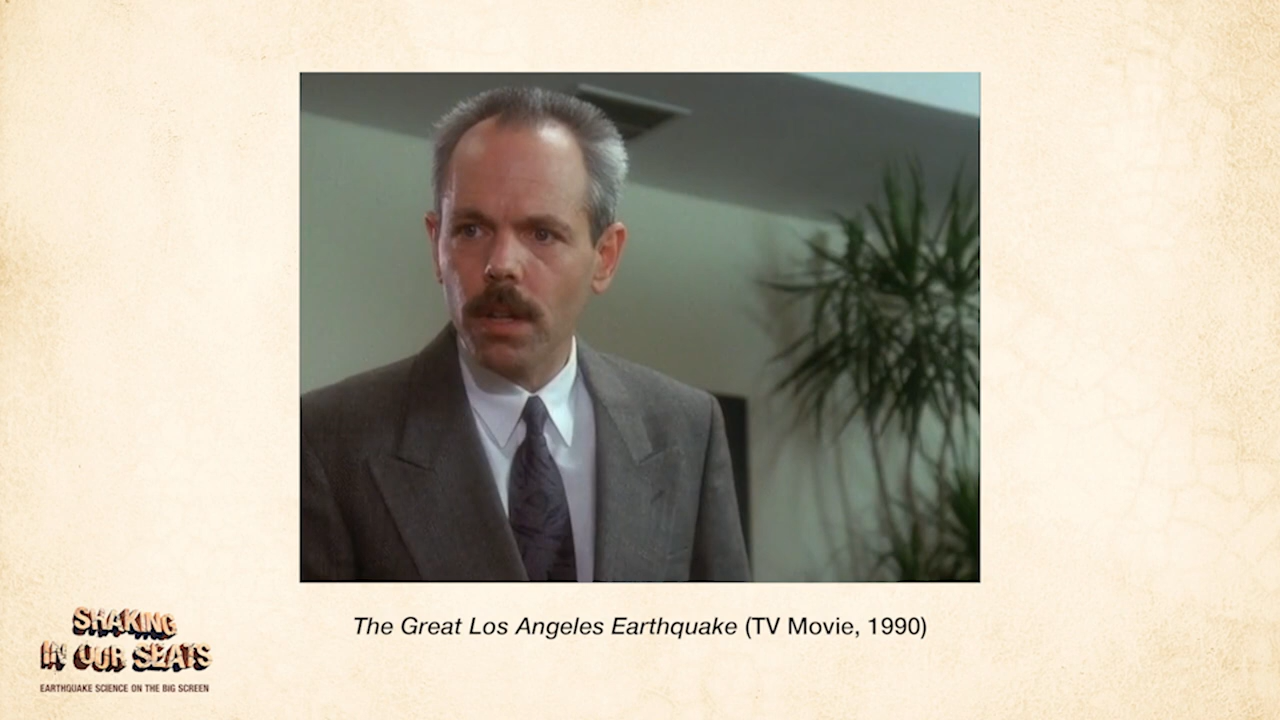 The Great Los Angeles Earthquake (TV Movie, 1990)
SHAKING
IN OUR SEATS
EARTHQUAKE SCIENCE ON THE BIG SCREEN